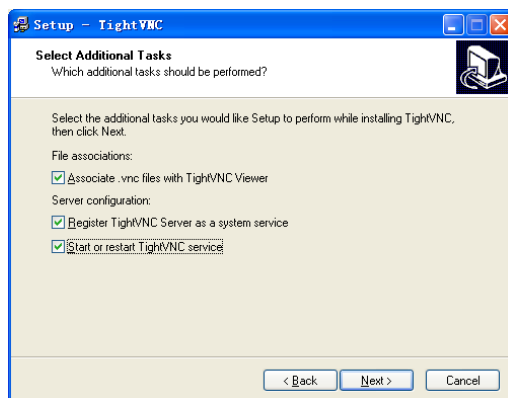 Setup - TightVNC
Select Additional Tasks
Which additional tasks should be performed?
Select the additional tasks you would like Setup to perform while installing TightVNC,
then click Next.
File associations:
Associate .vnc files with TightVNC Viewer
Server configuration:
Register TightVNC Server as a system service
Start or restart TightVNC service
< Back
Next >
Cancel